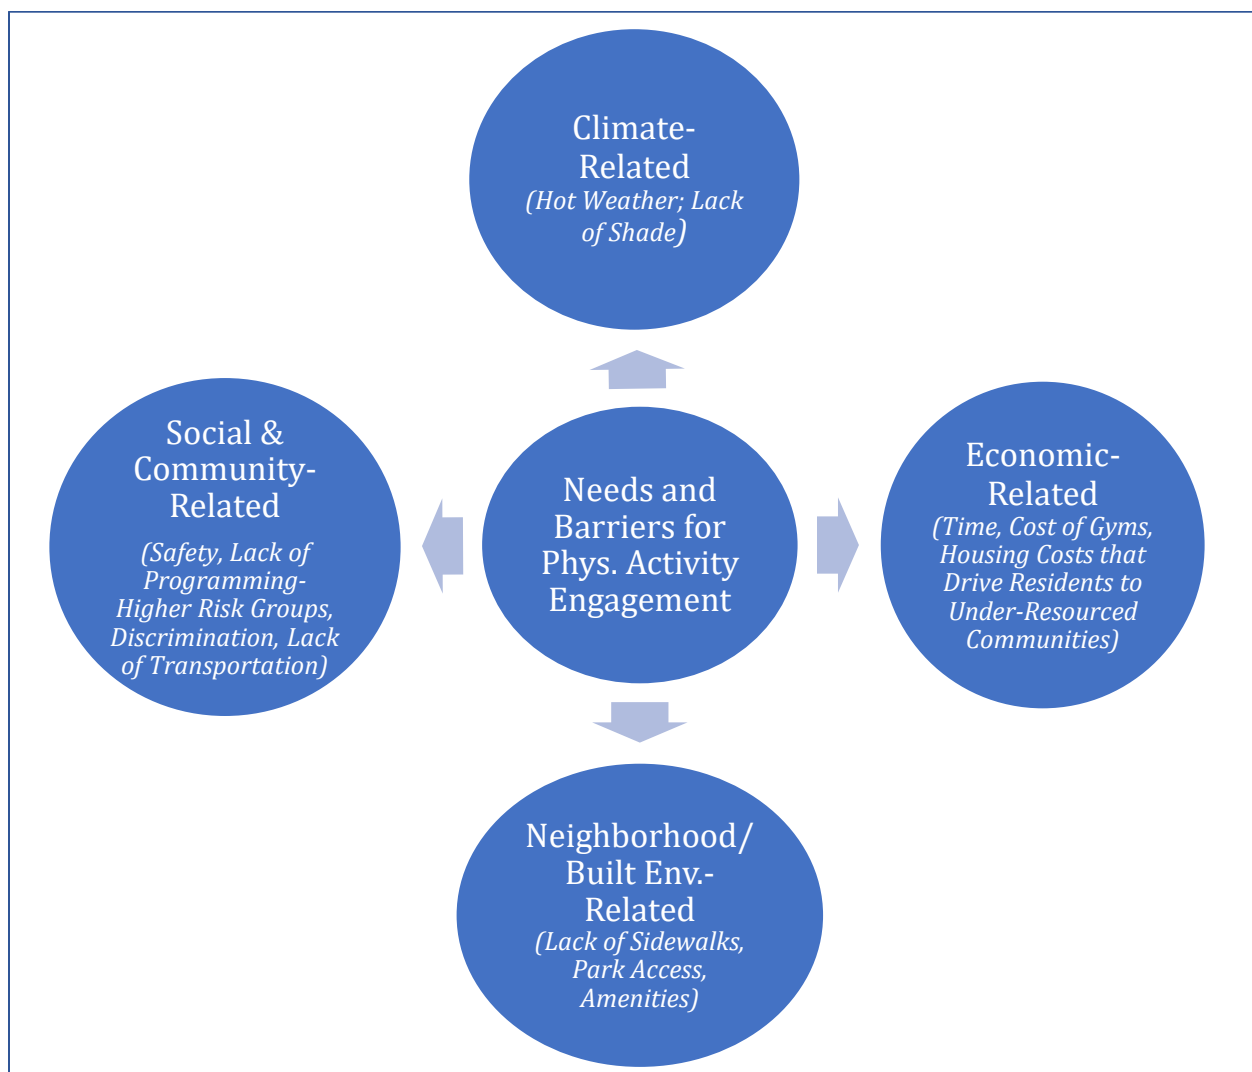 Climate-
Related
(Hot Weather; Lack
of Shade)
Social &
Community-
Related
(Safety, Lack of
Programming-
Higher Risk Groups,
Discrimination, Lack
of Transportation)
Needs and
Barriers for
Phys. Activity
Engagement
Economic-
Related
(Time, Cost of Gyms,
Housing Costs that
Drive Residents to
Under-Resourced
Communities)
Neighborhood/
Built Env.-
Related
(Lack of Sidewalks,
Park Access,
Amenities)